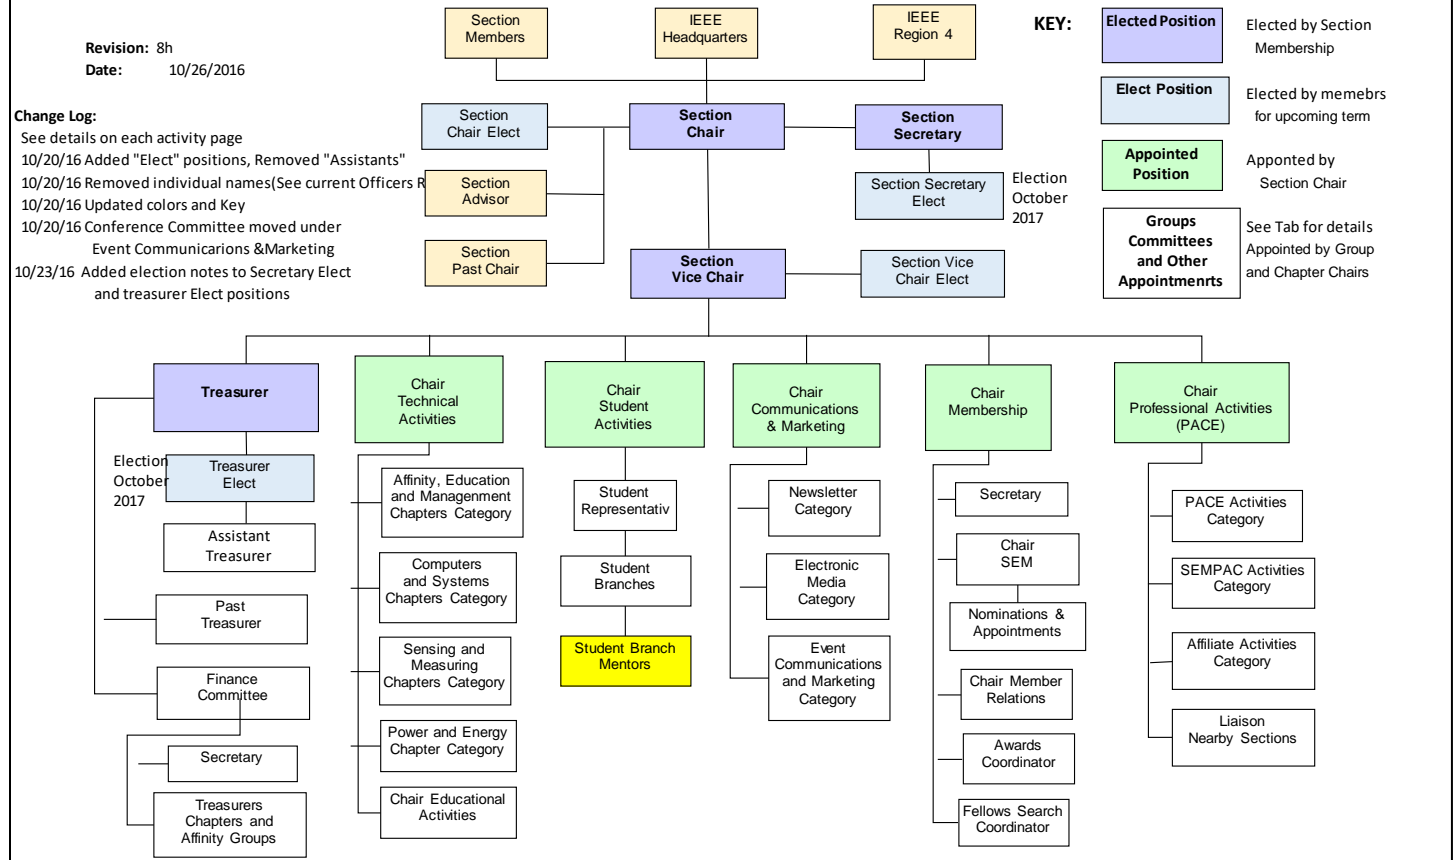 Section
Members
IEEE
Headquarters
IEEE
Region 4
KEY:
Elected Position
Elected by Section
Membership
Revision: 8h
Date: 10/26/2016
Elect Position
Elected by memebrs
for upcoming term
Change Log:
See details on each activity page
10/20/16 Added "Elect" positions, Removed "Assistants"
10/20/16 Removed individual names(See current Officers R
10/20/16 Updated colors and Key
10/20/16 Conference Committee moved under
Event Communicarions &Marketing
10/23/16 Added election notes to Secretary Elect
and treasurer Elect positions
Section
Chair Elect
Section
Chair
Section
Secretary
Appointed
Position
Apponted by
Section Chair
Section
Advisor
Section Secretary
Elect
Election
October
2017
Groups
Committees
and Other
Appointmenrts
See Tab for details
Appointed by Group
and Chapter Chairs
Section
Past Chair
Section
Vice Chair
Section Vice
Chair Elect
Treasurer
Chair
Technical
Activities
Chair
Student
Activities
Chair
Communications
& Marketing
Chair
Membership
Chair
Professional Activities
(PACE)
Election
October
2017
Treasurer
Elect
Assistant
Treasurer
Past
Treasurer
Finance
Committee
Secretary
Treasurers
Chapters and
Affinity Groups
Affinity, Education
and Managenment
Chapters Category
Computers
and Systems
Chapters Category
Sensing and
Measuring
Chapters Category
Power and Energy
Chapter Category
Chair Educational
Activities
Student
Representativ
Student
Branches
Student Branch
Mentors
Newsletter
Category
Electronic
Media
Category
Event
Communications
and Marketing
Category
Secretary
Chair
SEM
Nominations &
Appointments
Chair Member
Relations
Awards
Coordinator
Fellows Search
Coordinator
PACE Activities
Category
SEMPAC Activities
Category
Affiliate Activities
Category
Liaison
Nearby Sections